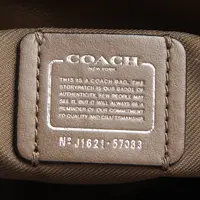 COACH
NEW YORK
THIS IS A COACH BAG. THE
STORYPATCH IS OUR BADGE OF
AUTHENTICITY. NEW PEOPLE MAY
SEE IT, BUT IT WILL ALWAYS BE A
REMINDER OF OUR COMMITMENT
TO QUALITY AND CRAFTSMANSHIP.
Nº J1621-57083